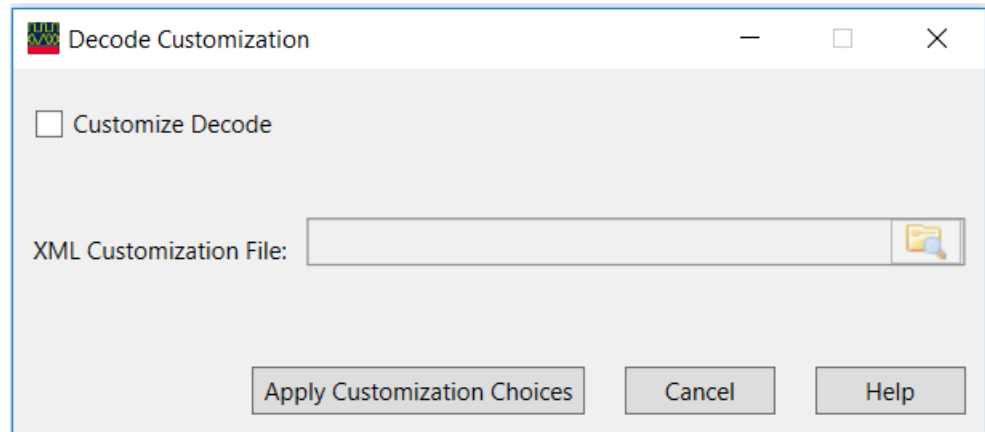 Decode Customization
Customize Decode
XML Customization File:
Apply Customization Choices Cancel Help